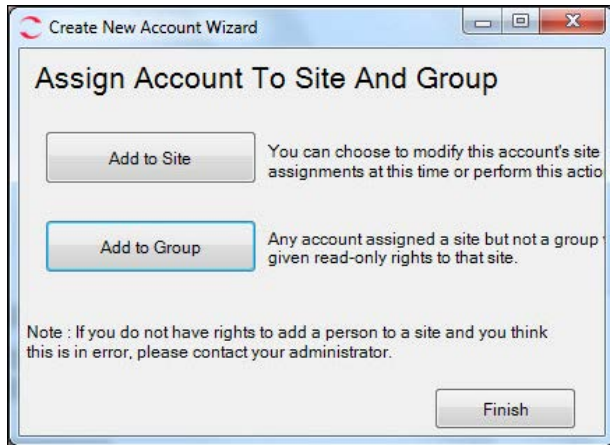 Create New Account Wizard
Assign Account To Site And Group
Add to Site
You can choose to modify this account's site
assignments at this time or perform this
Add to Group
Any account assigned a site but not a group
given read-only rights to that site.
Note : If you do not have rights to add a person to a site and you think
this is in error, please contact your administrator.
Finish